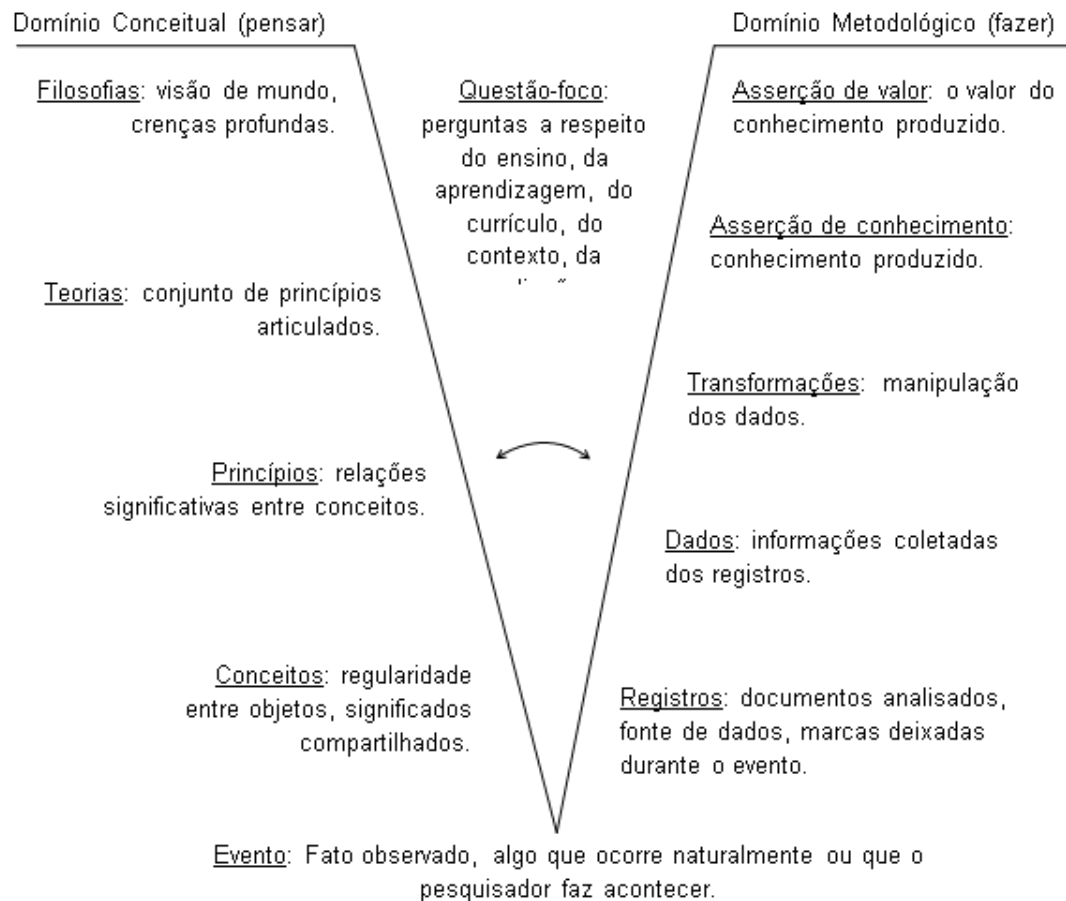 Domínio Conceitual (pensar)
Domínio Metodológico (fazer)
Filosofias: visão de mundo,
crenças profundas.
Teorias: conjunto de princípios
articulados.
Princípios: relações
significativas entre conceitos.
Conceitos: regularidade
entre objetos, significados
compartilhados.
Questão-foco:
perguntas a respeito
do ensino, da
aprendizagem, do
currículo, do
contexto, da
Asserção de valor: o valor do
conhecimento produzido.
Asserção de conhecimento:
conhecimento produzido.
Transformações: manipulação
dos dados.
Dados: informações coletadas
dos registros.
Registros: documentos analisados,
fonte de dados, marcas deixadas
durante o evento.
Evento: Fato observado, algo que ocorre naturalmente ou que o
pesquisador faz acontecer.